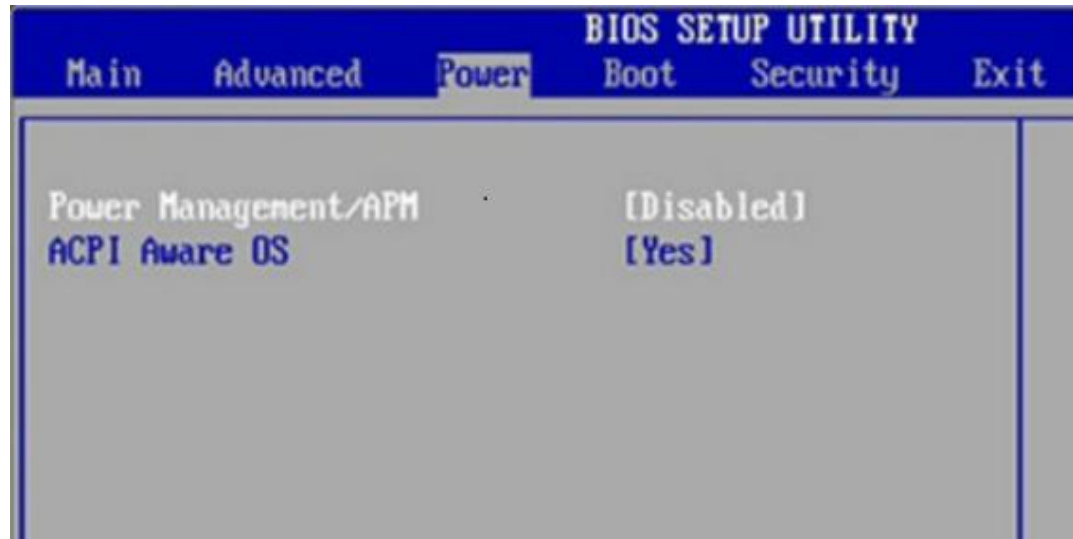 BIOS SETUP UTILITY
Main Advanced Power Boot Security Exit
Power Management/APM [Disabled]
ACPI Aware OS [Yes]